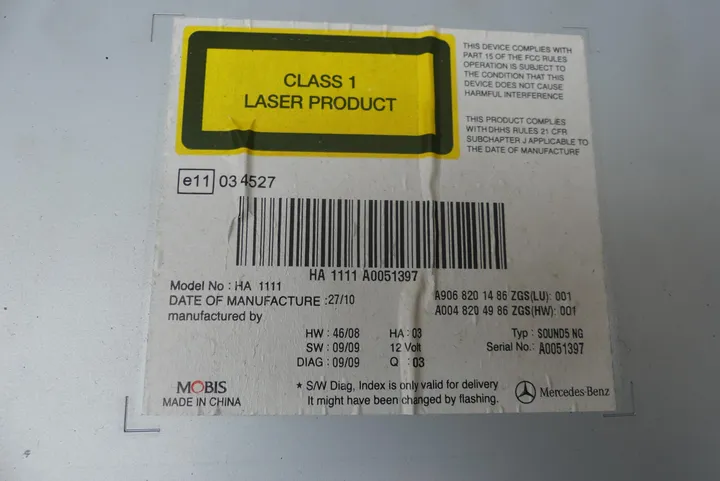 CLASS 1
LASER PRODUCT
THIS DEVICE COMPLIES WITH
PART 15 OF THE FCC RULES
OPERATION IS SUBJECT TO
THE CONDITION THAT THIS
DEVICE DOES NOT CAUSE
HARMFUL INTERFERENCE
THIS PRODUCT COMPLIES
WITH DHHS RULES 21 CFR
SUBCHAPTER J APPLICABLE TO
THE DATE OF MANUFACTURE
e11 03 4527
HA 1111 A0051397
Model No : HA 1111
DATE OF MANUFACTURE : 27/10
manufactured by
A906 820 14 86 ZGS(LU): 001
A004 820 49 86 ZGS(HW): 001
HW : 46/08 HA : 03 Typ : SOUND5 NG
SW : 09/09 12 Volt Serial No.: A0051397
DIAG : 09/09 Q : 03
MOBIS
MADE IN CHINA
* S/W Diag, Index is only valid for delivery
It might have been changed by flashing.
Mercedes-Benz